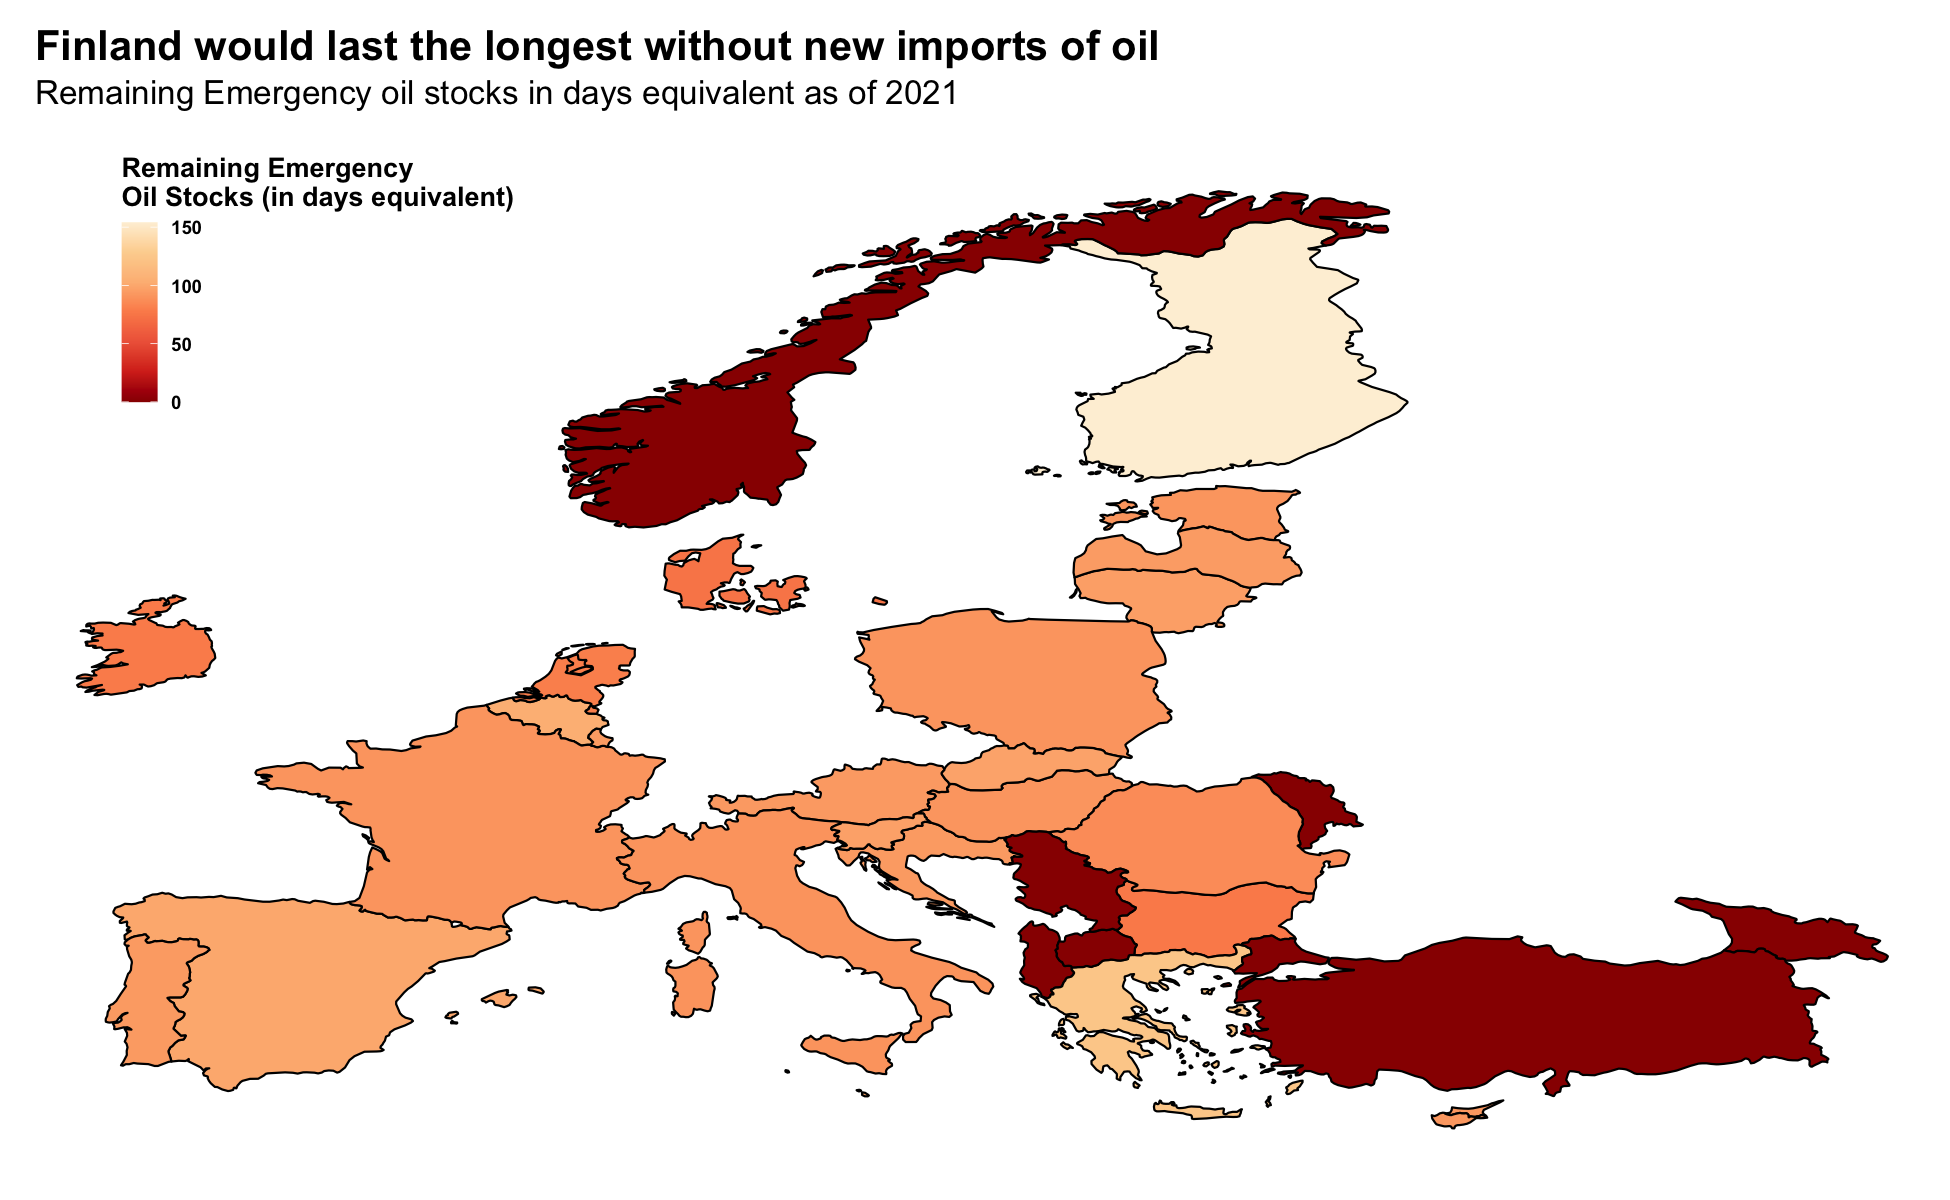 Finland would last the longest without new imports of oil
Remaining Emergency oil stocks in days equivalent as of 2021
Remaining Emergency
Oil Stocks (in days equivalent)
150
100
50
0